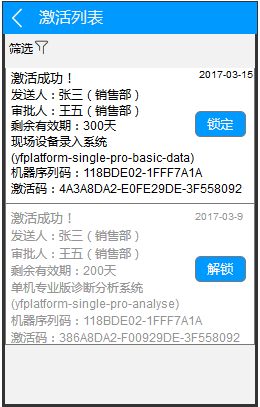 激活列表
筛选
激活成功！ 2017-03-15
发送人：张三（销售部）
审批人：王五（销售部）
剩余有效期：300天
锁定
现场设备录入系统
(yfplatform-single-pro-basic-data)
机器序列码：118BDE02-1FFF7A1A
激活码：4A3A8DA2-E0FE29DE-3F558092
激活成功！ 2017-03-9
发送人：张三（销售部）
审批人：王五（销售部）
剩余有效期：200天
解锁
单机专业版诊断分析系统
(yfplatform-single-pro-analyse)
机器序列码：118BDE02-1FFF7A1A
激活码：386A8DA2-F00929DE-3F558092